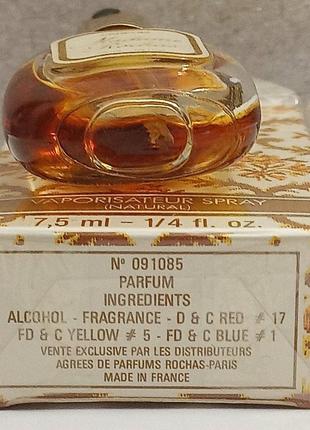 VAPORISATEUR SPRAY
(NATURAL)
7,5 ml – 1/4 fl. oz.
Nº 091085
PARFUM
INGREDIENTS
ALCOHOL - FRAGRANCE - D & C RED # 17
FD & C YELLOW # 5 - FD & C BLUE # 1
VENTE EXCLUSIVE PAR LES DISTRIBUTEURS
AGREES DE PARFUMS ROCHAS-PARIS
MADE IN FRANCE